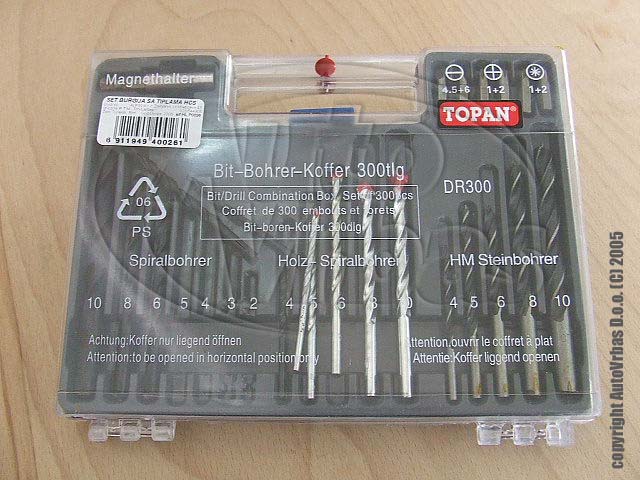 Magnethalter
SET BURGIJA SA TIPLAMA HCS
6 911949 400261
4.5+6 1+2 1+2
TOPAN®
Bit-Bohrer-Koffer 300tlg
Bit/Drill Combination Box Set of 300pcs
Coffret de 300 embouts et forets
Bit-boren-Koffer 300dlg
DR300
06
PS
Spiralbohrer
Holz-Spiralbohrer
HM Steinbohrer
10 8 6 5 4 3 2
4 5 6 8 10
4 5 6 8 10
Achtung:Koffer nur liegend öffnen
Attention:to be opened in horizontal position only
Attention,ouvrir le coffret à plat
Attentie:Koffer liggend openen
copyright AutoVrbas D.o.o. (C) 2005